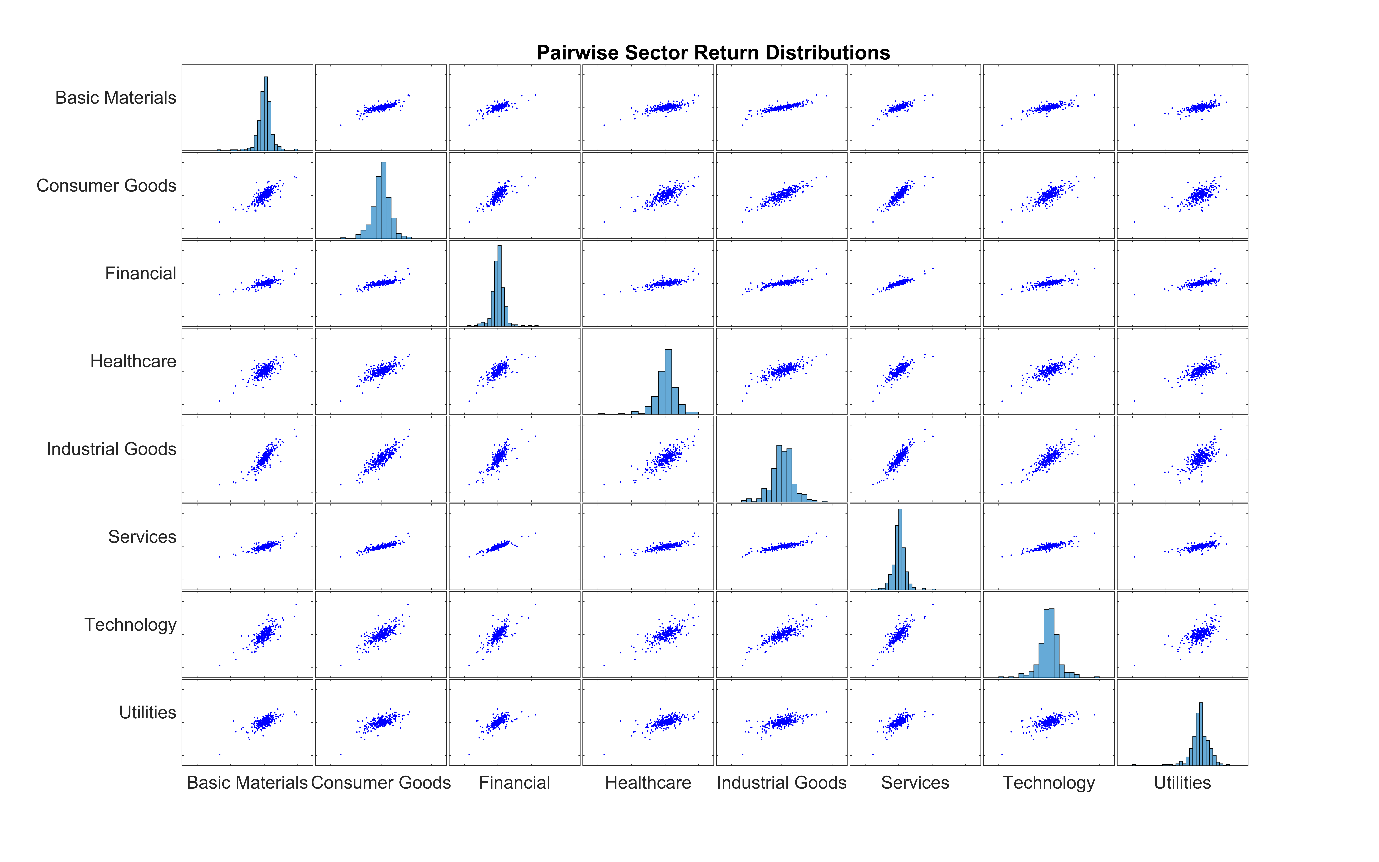 Pairwise Sector Return Distributions
Basic Materials
Consumer Goods
Financial
Healthcare
Industrial Goods
Services
Technology
Utilities
Basic Materials Consumer Goods Financial Healthcare Industrial Goods Services Technology Utilities